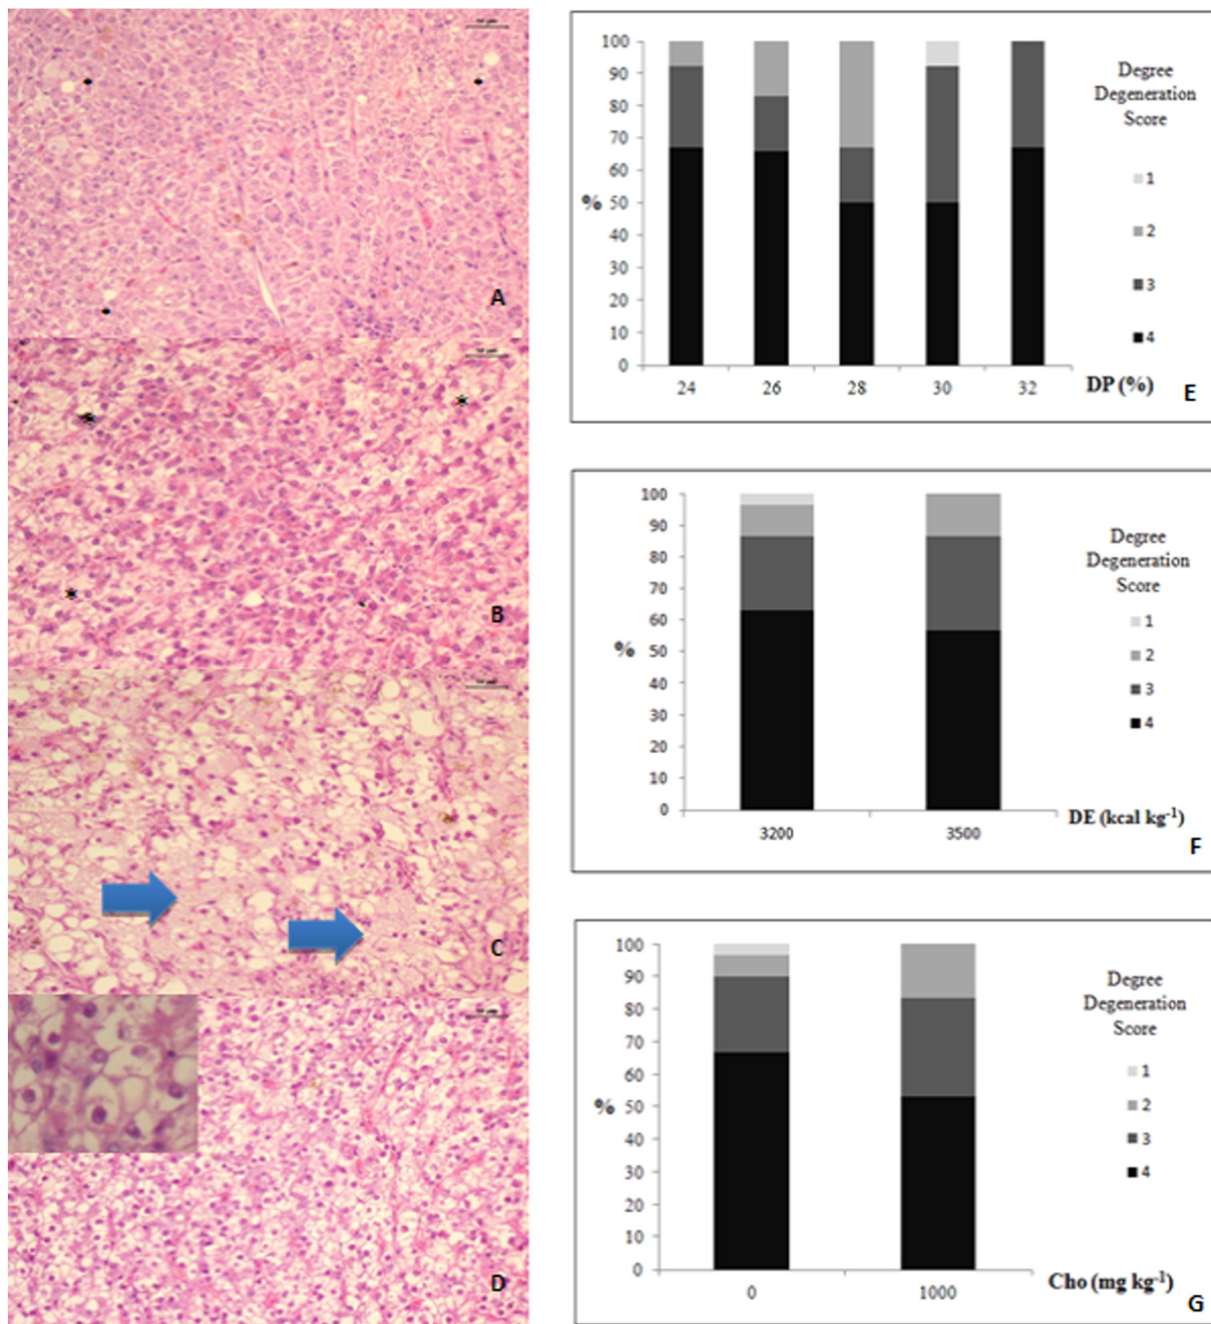 A
B
C
D
100
90
80
70
60
50
40
30
20
10
0
%
24 26 28 30 32
DP (%)
E
Degree
Degeneration
Score
1
2
3
4
100
90
80
70
60
50
40
30
20
10
0
%
3200 3500
DE (kcal kg⁻¹)
F
Degree
Degeneration
Score
1
2
3
4
100
90
80
70
60
50
40
30
20
10
0
%
0 1000
Cho (mg kg⁻¹)
G
Degree
Degeneration
Score
1
2
3
4